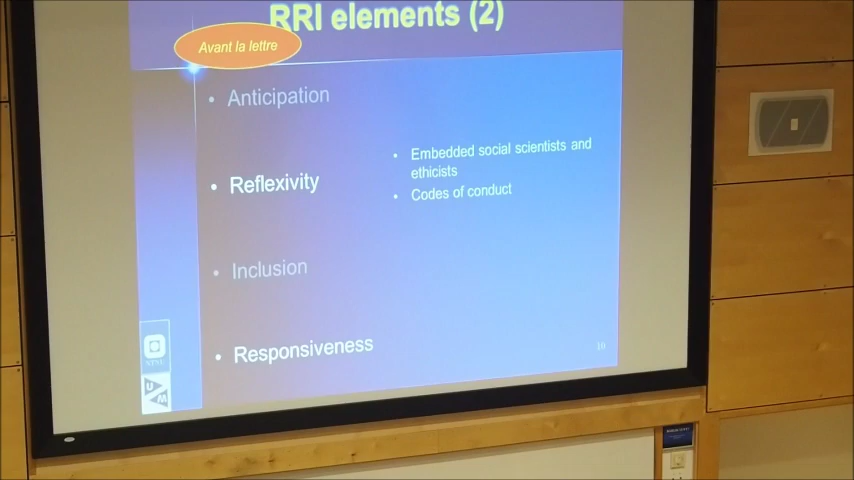 RRI elements (2)
Avant la lettre
• Anticipation
• Reflexivity
• Embedded social scientists and
ethicists
• Codes of conduct
• Inclusion
• Responsiveness
NTNU
10